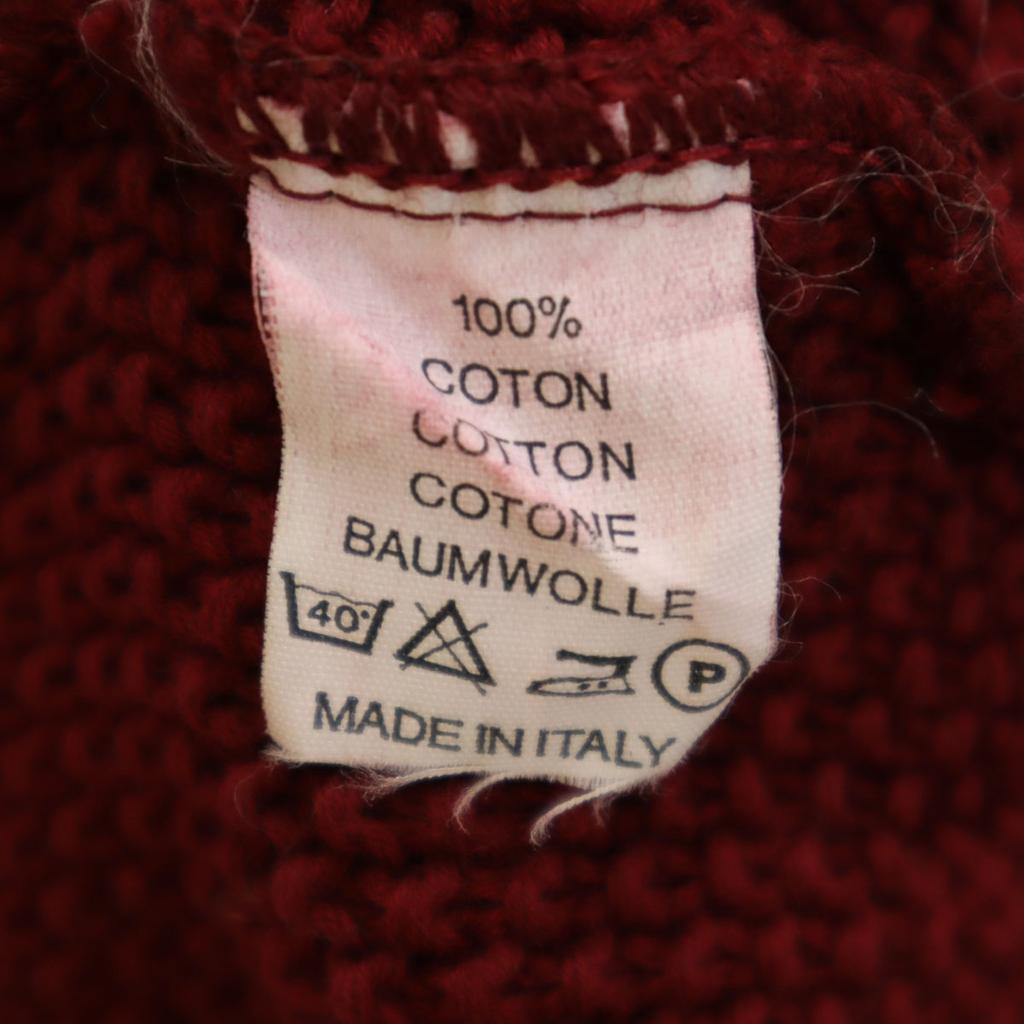 100%
COTON
COTTON
COTONE
BAUMWOLLE
40° P
MADE IN ITALY